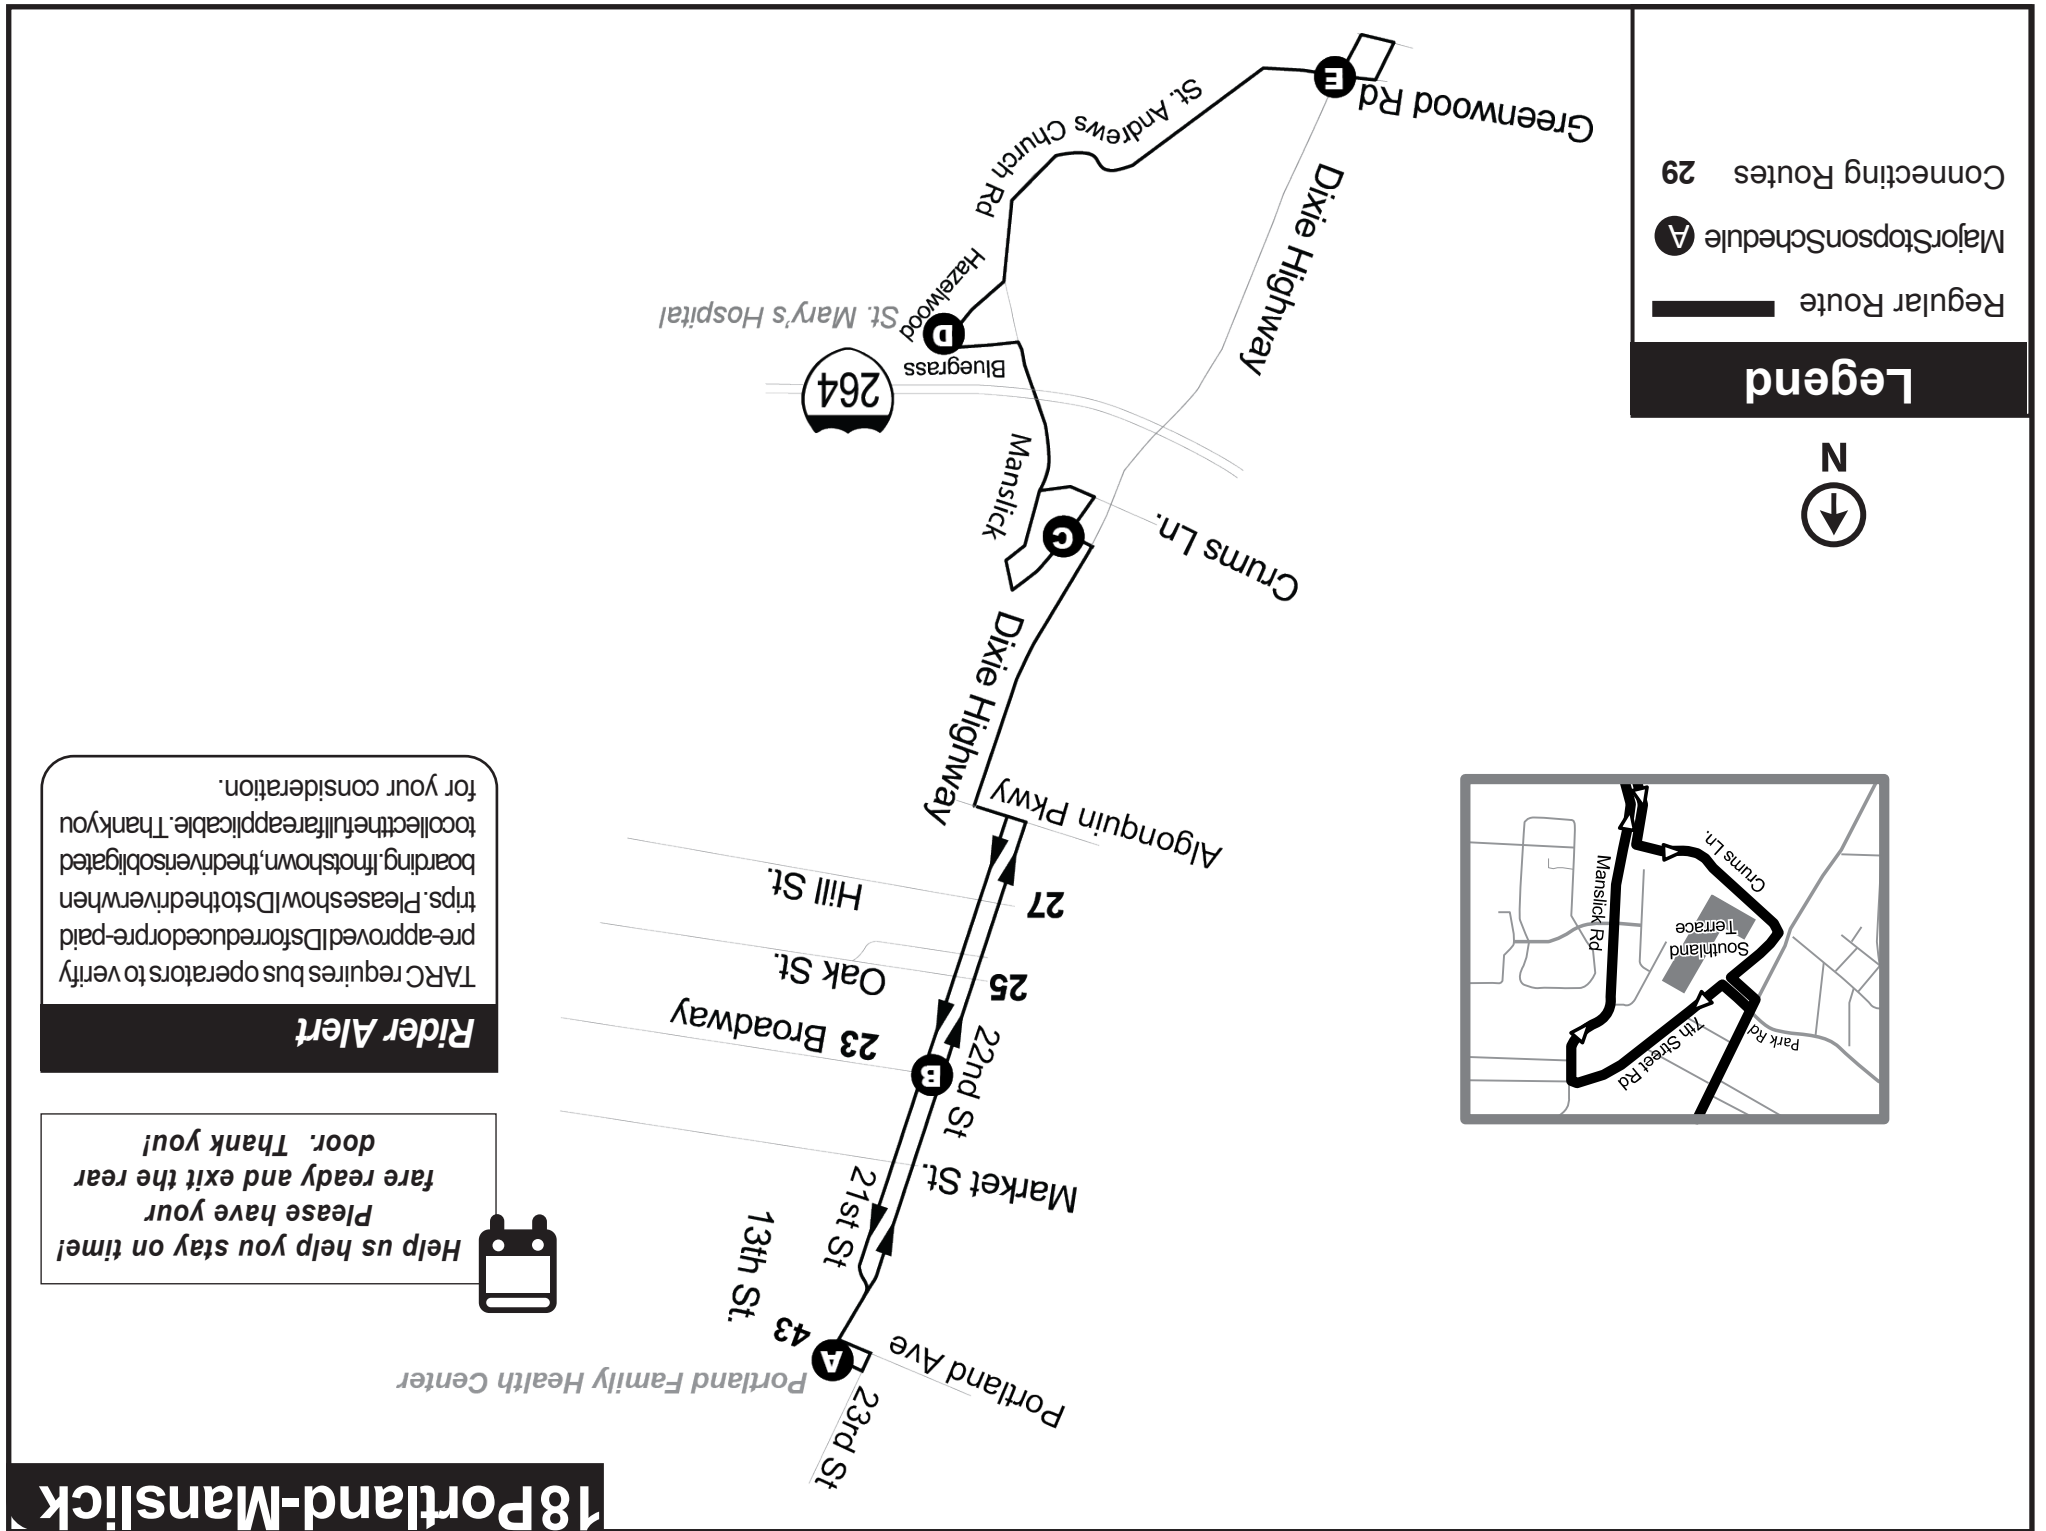 18Portland-Manslick
23rd St
Portland Ave
Portland Family Health Center
A
43
13th St.
21st St
Market St.
22nd St
B
23 Broadway
25
Oak St.
27
Hill St.
Algonquin Pkwy
Dixie Highway
Crums Ln.
C
Manslick
264
Bluegrass
D
St. Mary's Hospital
Hazelwood
Dixie Highway
St. Andrews Church Rd
Greenwood Rd
E
Help us help you stay on time!
Please have your
fare ready and exit the rear
door. Thank you!
Rider Alert
TARC requires bus operators to verify
pre-approvedIDsforreducedorpre-paid
trips.PleaseshowIDstothedriverwhen
boarding.Ifnotshown,thedriverisobligated
tocollectthefullfareapplicable.Thankyou
for your consideration.
Park Rd
7th Street Rd
Southland
Terrace
Manslick Rd
Crums Ln.
N
Legend
Regular Route
MajorStopsonSchedule A
Connecting Routes 29